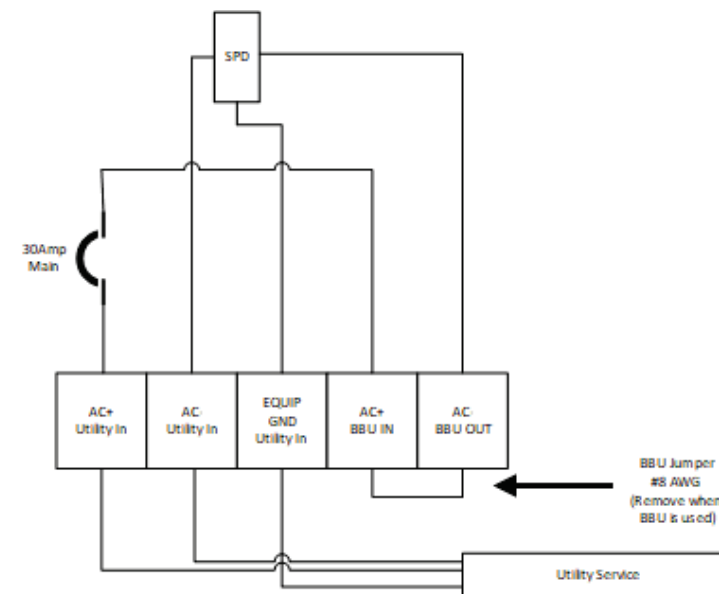 SPD
30Amp
Main
AC+
Utility In
AC-
Utility In
EQUIP
GND
Utility In
AC+
BBU IN
AC-
BBU OUT
BBU Jumper
#8 AWG
(Remove when
BBU is used)
Utility Service